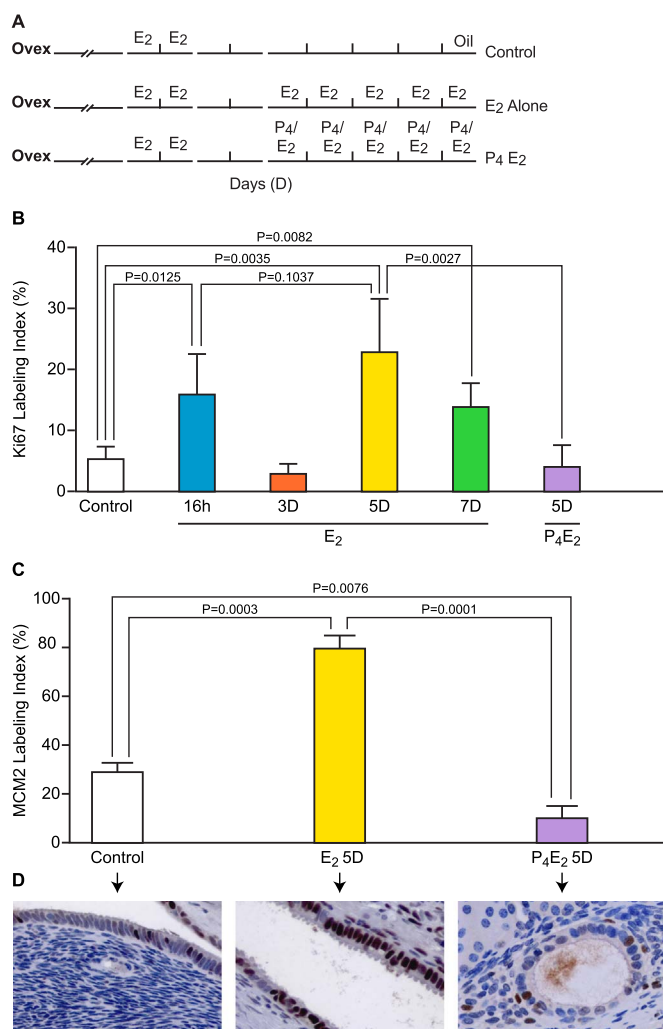 A
Ovex E2 E2 Oil Control
Ovex E2 E2 E2 E2 E2 E2 E2 E2 Alone
P4/ P4/ P4/ P4/ P4/
Ovex E2 E2 E2 E2 E2 E2 E2 P4 E2
Days (D)
B
Ki67 Labeling Index (%)
40
30
20
10
0
P=0.0082
P=0.0035 P=0.0027
P=0.0125 P=0.1037
Control 16h 3D 5D 7D 5D
E2 P4E2
C
MCM2 Labeling Index (%)
100
80
60
40
20
0
P=0.0076
P=0.0003 P=0.0001
Control E2 5D P4E2 5D
D